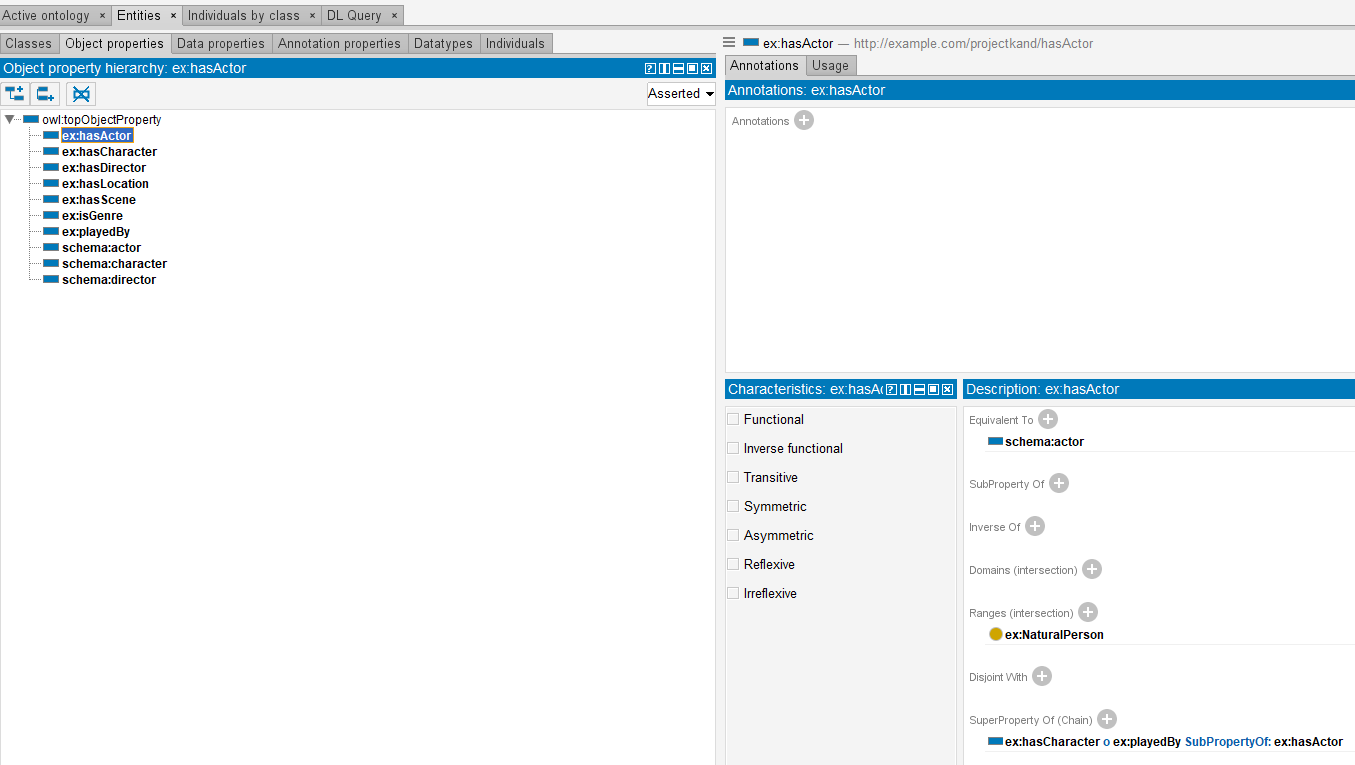 Active ontology × Entities × Individuals by class × DL Query ×
Classes Object properties Data properties Annotation properties Datatypes Individuals
Object property hierarchy: ex:hasActor
Asserted
owl:topObjectProperty
ex:hasActor
ex:hasCharacter
ex:hasDirector
ex:hasLocation
ex:hasScene
ex:isGenre
ex:playedBy
schema:actor
schema:character
schema:director
ex:hasActor — http://example.com/projectkand/hasActor
Annotations Usage
Annotations: ex:hasActor
Annotations
Characteristics: ex:hasA
Functional
Inverse functional
Transitive
Symmetric
Asymmetric
Reflexive
Irreflexive
Description: ex:hasActor
Equivalent To
schema:actor
SubProperty Of
Inverse Of
Domains (intersection)
Ranges (intersection)
ex:NaturalPerson
Disjoint With
SuperProperty Of (Chain)
ex:hasCharacter o ex:playedBy SubPropertyOf: ex:hasActor